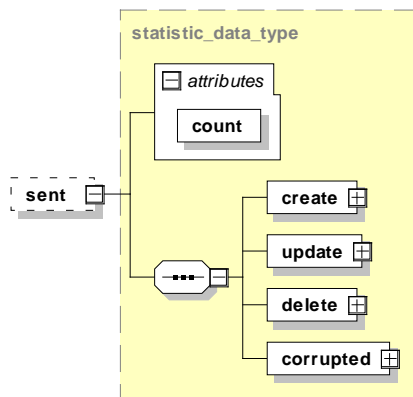 statistic_data_type
attributes
count
sent
create
update
delete
corrupted